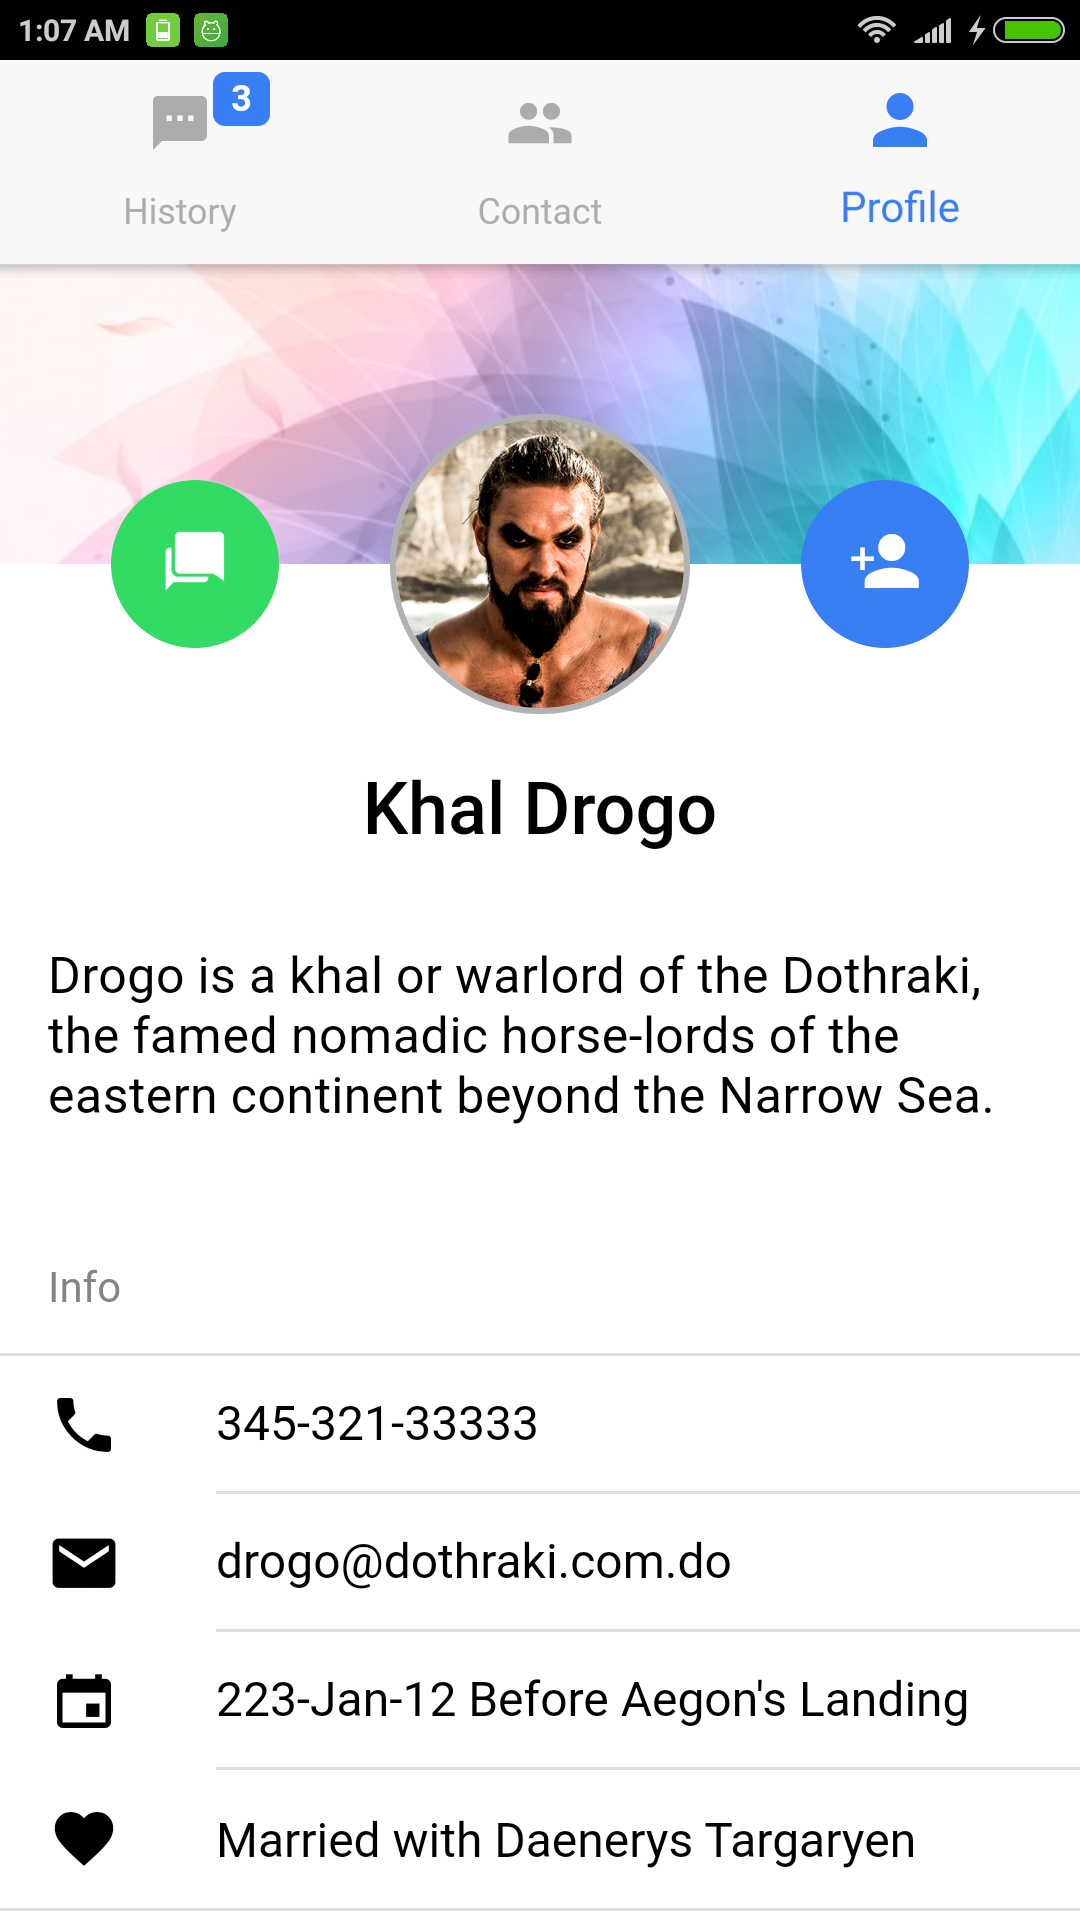 1:07 AM
3
History
Contact
Profile
Khal Drogo
Drogo is a khal or warlord of the Dothraki,
the famed nomadic horse-lords of the
eastern continent beyond the Narrow Sea.
Info
345-321-33333
drogo@dothraki.com.do
223-Jan-12 Before Aegon's Landing
Married with Daenerys Targaryen